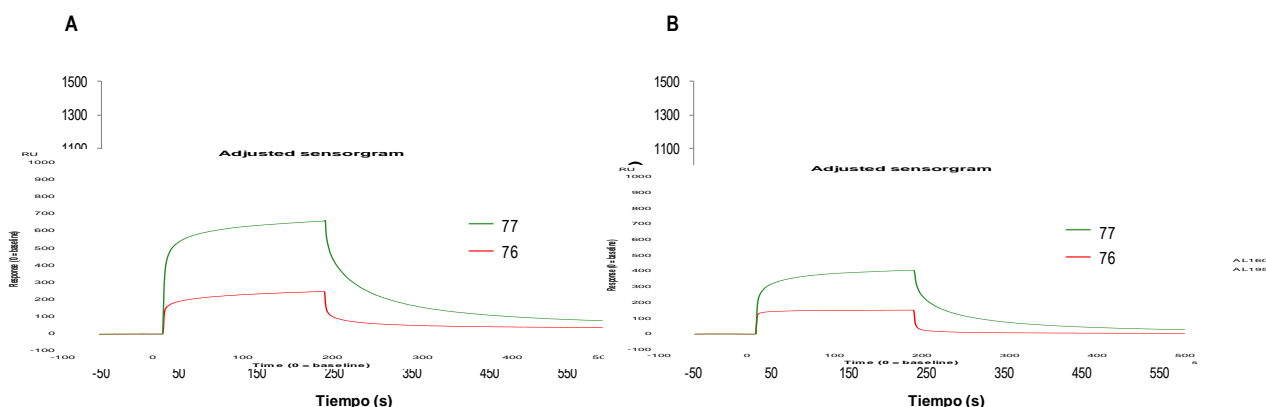 A
1500
1300
1100
RU
Adjusted sensorgram
1000
900
800
700
600
500
400
300
200
100
0
-100
Response (0 = baseline)
77
76
-100 0 100 200 300 400
Time (0 = baseline)
-50 50 150 250 350 450 550
Tiempo (s)
B
1500
1300
1100
RU
Adjusted sensorgram
1000
900
800
700
600
500
400
300
200
100
0
-100
Response (0 = baseline)
77
76
AL160
-100 0 100 200 300 400 500
s
Time (0 = baseline)
-50 50 150 250 350 450 550
Tiempo (s)